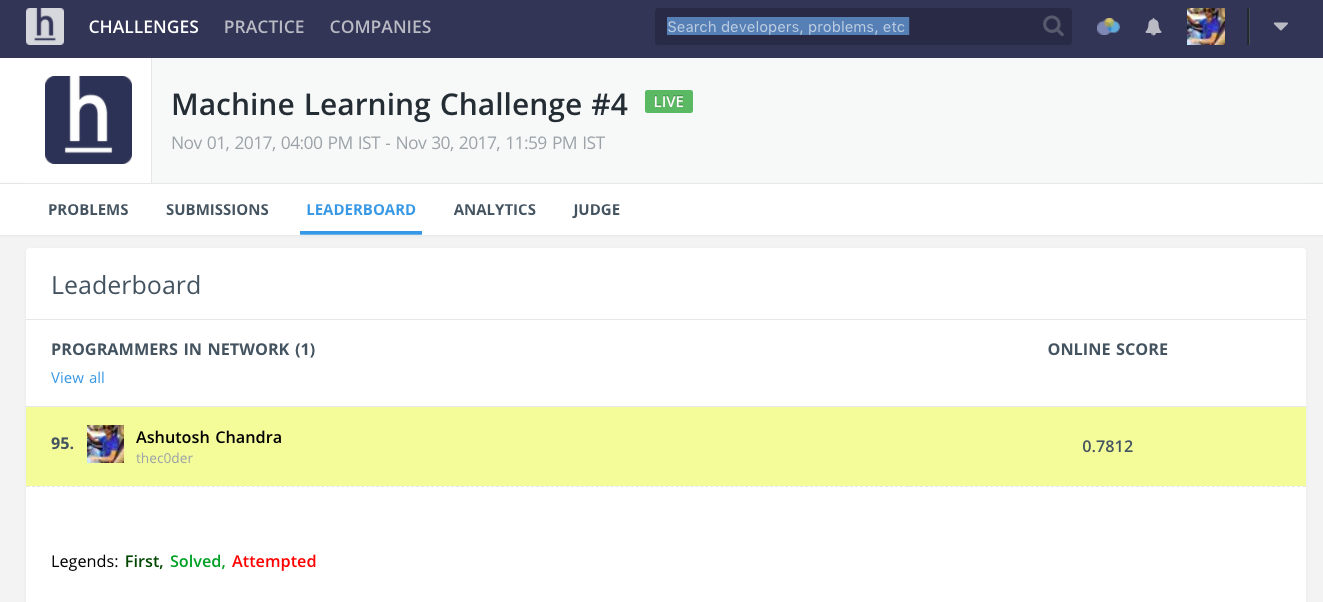 h CHALLENGES PRACTICE COMPANIES Search developers, problems, etc
h
Machine Learning Challenge #4 LIVE
Nov 01, 2017, 04:00 PM IST - Nov 30, 2017, 11:59 PM IST
PROBLEMS SUBMISSIONS LEADERBOARD ANALYTICS JUDGE
Leaderboard
PROGRAMMERS IN NETWORK (1) ONLINE SCORE
View all
95. Ashutosh Chandra 0.7812
thec0der
Legends: First, Solved, Attempted